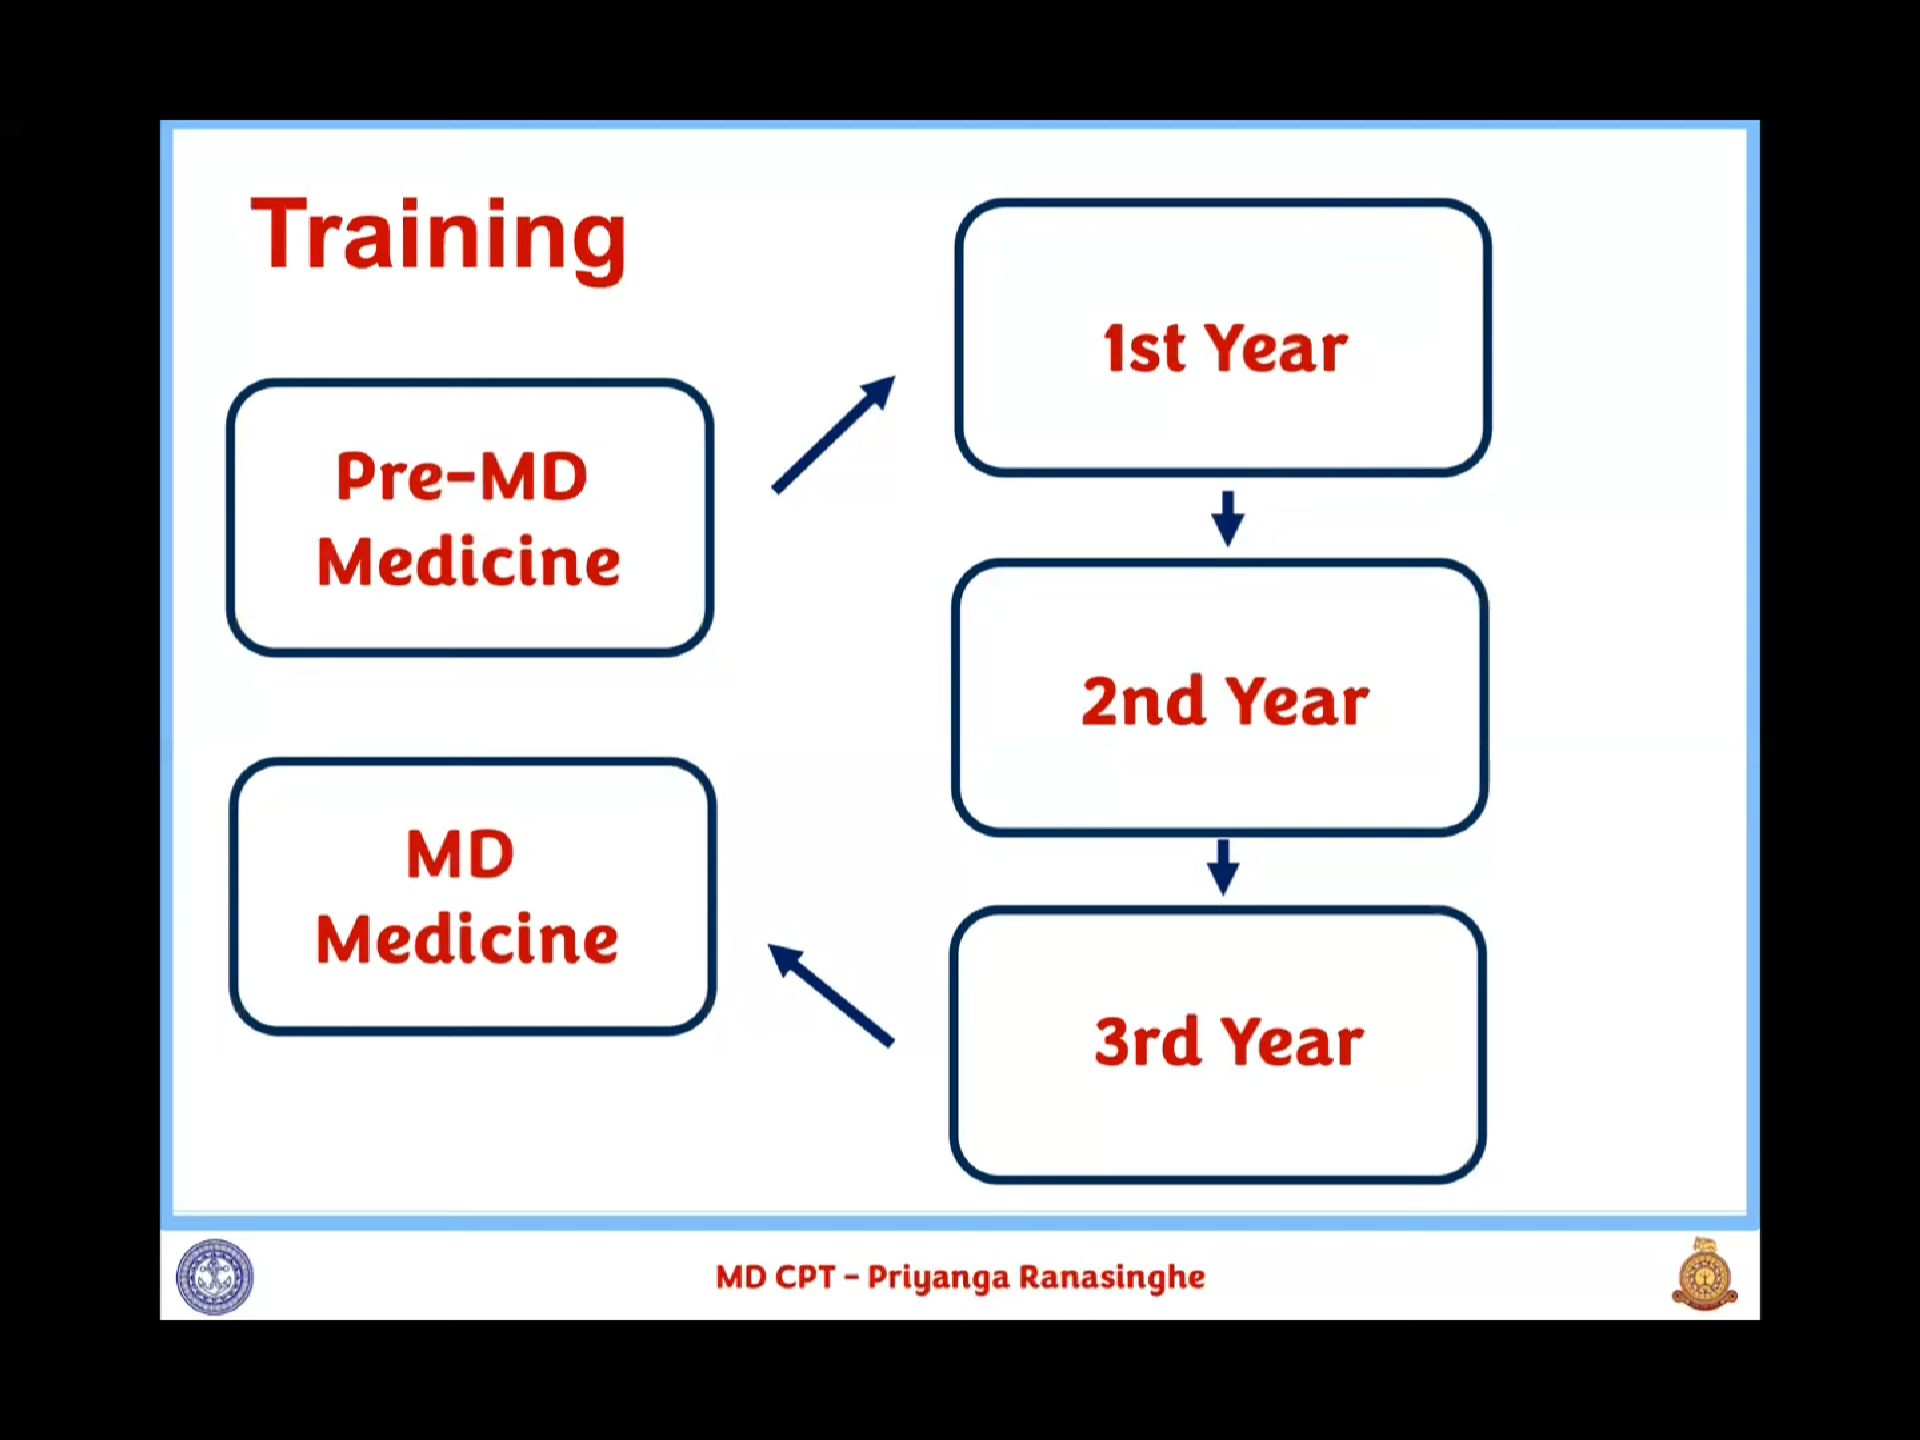 Training
Pre-MD
Medicine
1st Year
2nd Year
3rd Year
MD
Medicine
MD CPT – Priyanga Ranasinghe